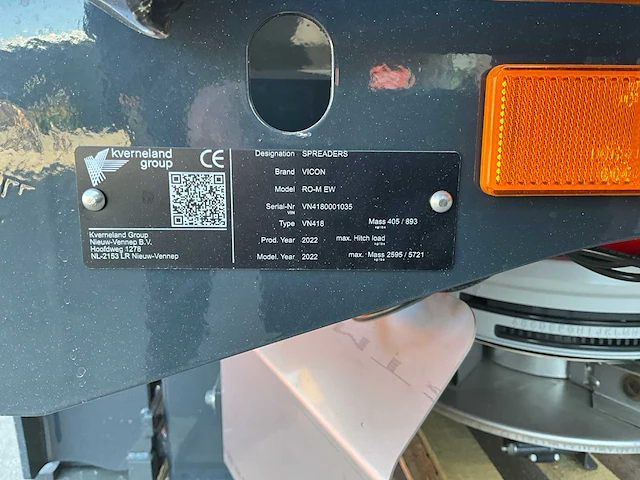 kverneland
group
CE
Kverneland Group
Nieuw-Vennep B.V.
Hoofdweg 1278
NL-2153 LR Nieuw-Vennep
Designation SPREADERS
Brand VICON
Model RO-M EW
Serial-Nr VN4180001035
VIN
Type VN418 Mass 405 / 893
kg / lbs
Prod. Year 2022 max. Hitch load
kg / lbs
Model. Year 2022 max. Mass 2595 / 5721
kg / lbs